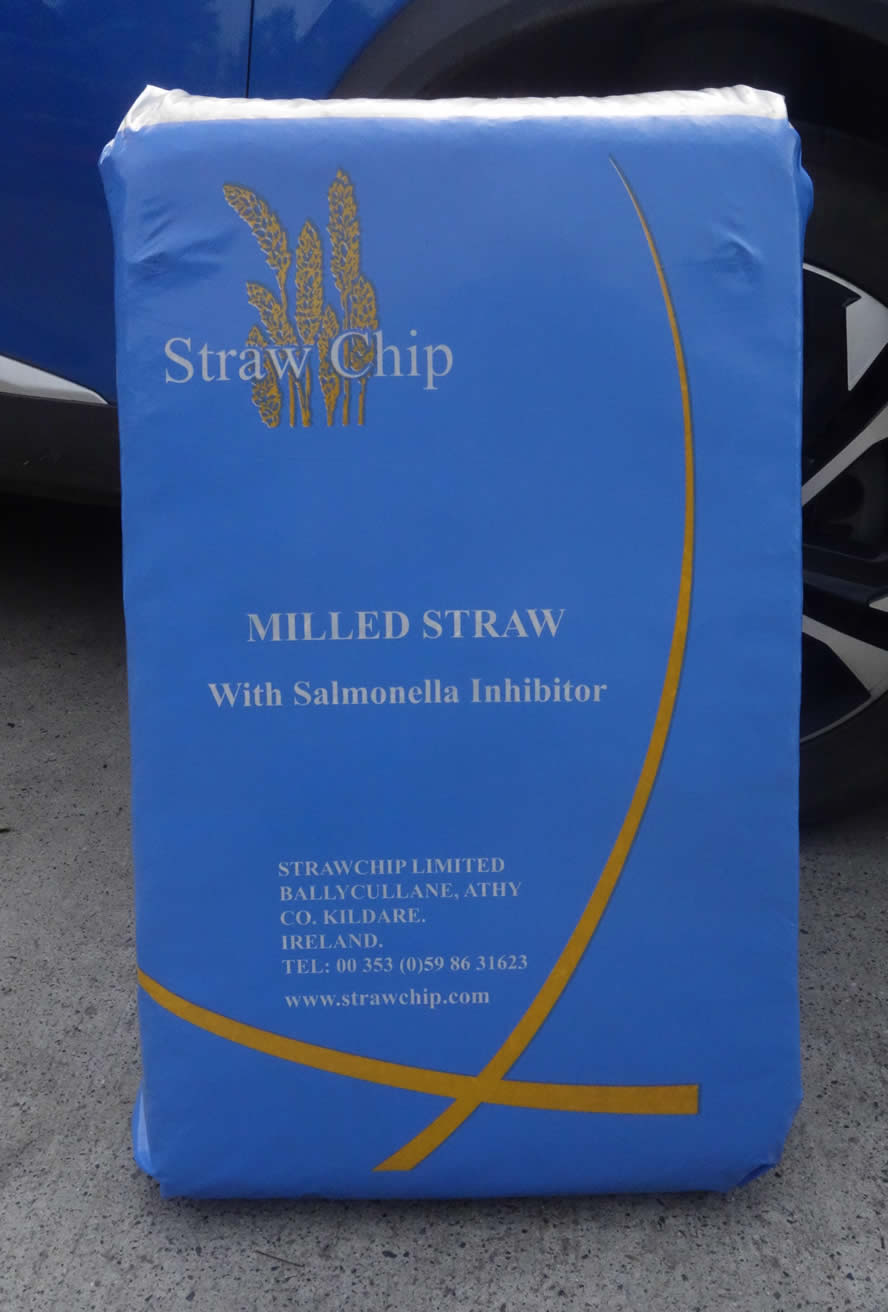 Straw Chip
MILLED STRAW
With Salmonella Inhibitor
STRAWCHIP LIMITED
BALLYCULLANE, ATHY
CO. KILDARE.
IRELAND.
TEL: 00 353 (0)59 86 31623
www.strawchip.com